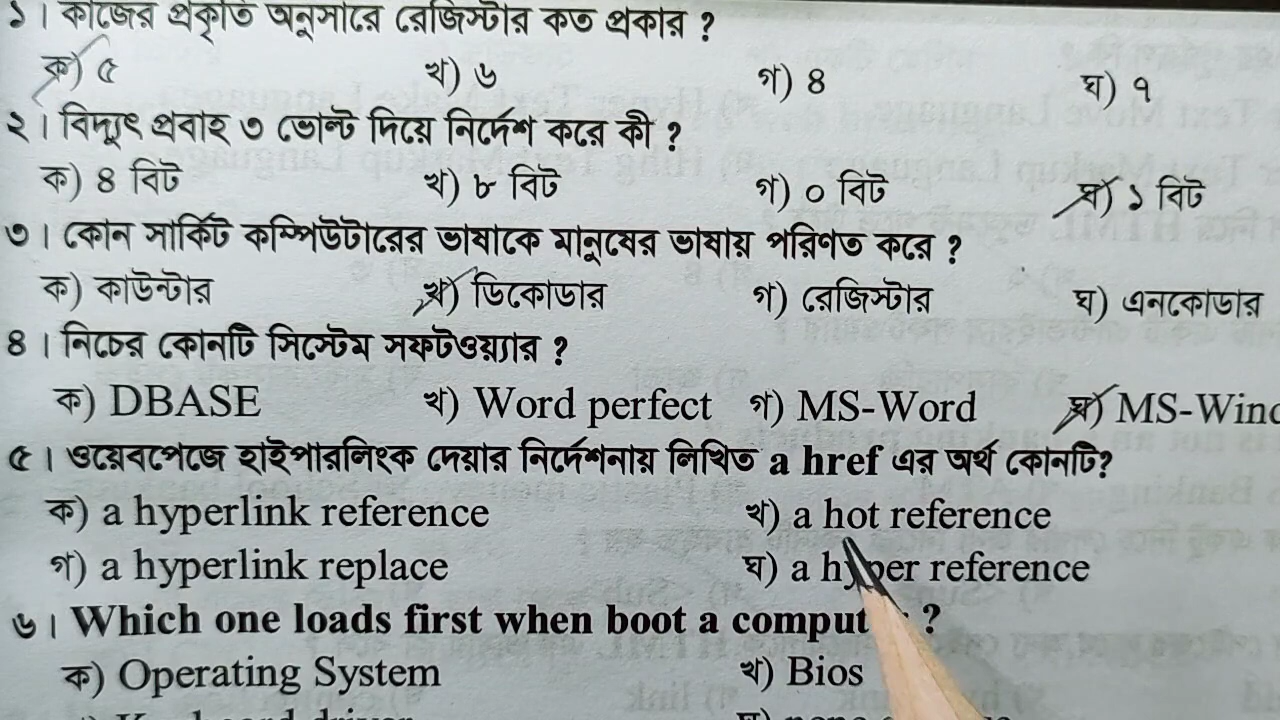 ১। কাজের প্রকৃতি অনুসারে রেজিস্টার কত প্রকার ?
ক) ৫ খ) ৬ গ) 8 ঘ) ৭
২। বিদ্যুৎ প্রবাহ ৩ ভোল্ট দিয়ে নির্দেশ করে কী ?
ক) ৪ বিট খ) ৮ বিট গ) ০ বিট ঘ) ১ বিট
৩। কোন সার্কিট কম্পিউটারের ভাষাকে মানুষের ভাষায় পরিণত করে ?
ক) কাউন্টার খ) ডিকোডার গ) রেজিস্টার ঘ) এনকোডার
৪। নিচের কোনটি সিস্টেম সফটওয়্যার ?
ক) DBASE খ) Word perfect গ) MS-Word ঘ) MS-Winc
৫। ওয়েবপেজে হাইপারলিংক দেয়ার নির্দেশনায় লিখিত a href এর অর্থ কোনটি?
ক) a hyperlink reference খ) a hot reference
গ) a hyperlink replace ঘ) a hyper reference
৬। Which one loads first when boot a comput ?
ক) Operating System খ) Bios